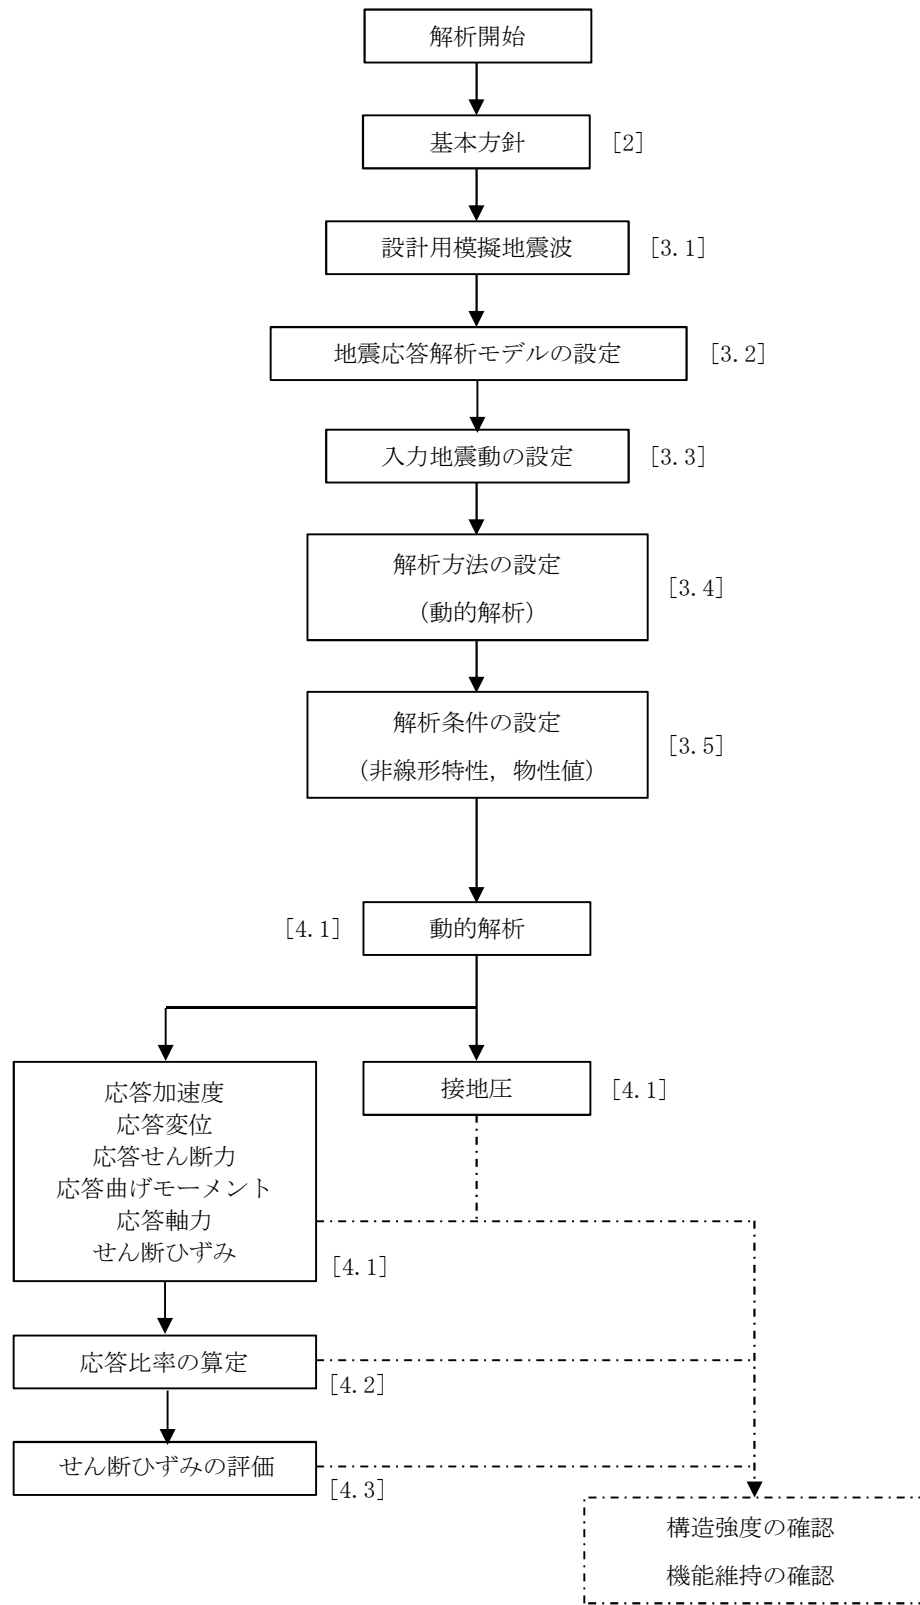 解析開始
基本方針 [2]
設計用模擬地震波 [3.1]
地震応答解析モデルの設定 [3.2]
入力地震動の設定 [3.3]
解析方法の設定
(動的解析) [3.4]
解析条件の設定
(非線形特性, 物性値) [3.5]
[4.1] 動的解析
応答加速度
応答変位
応答せん断力
応答曲げモーメント
応答軸力
せん断ひずみ
[4.1]
接地圧 [4.1]
応答比率の算定
[4.2]
せん断ひずみの評価
[4.3]
構造強度の確認
機能維持の確認